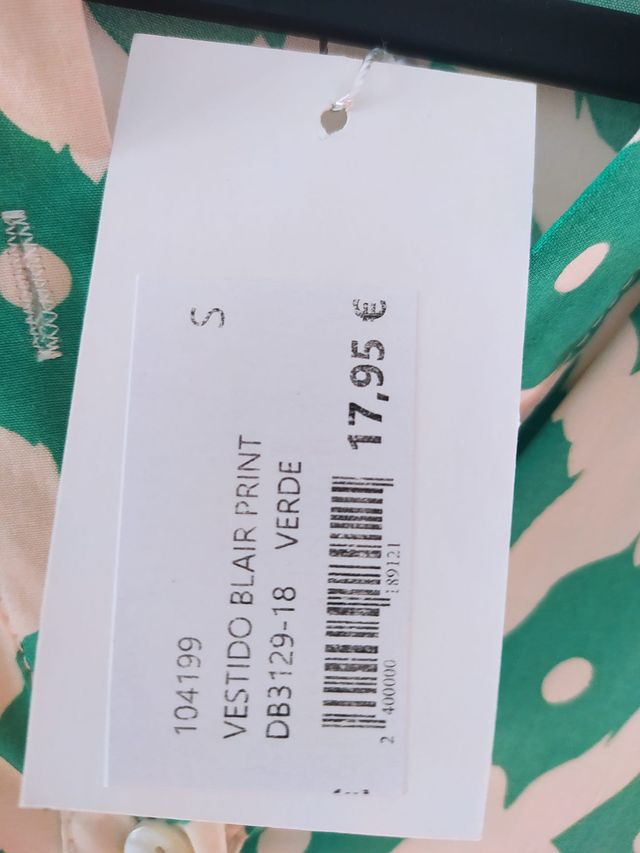 104199
S
VESTIDO BLAIR PRINT
DB3129-18 VERDE
17,95 €
2 400000 189121